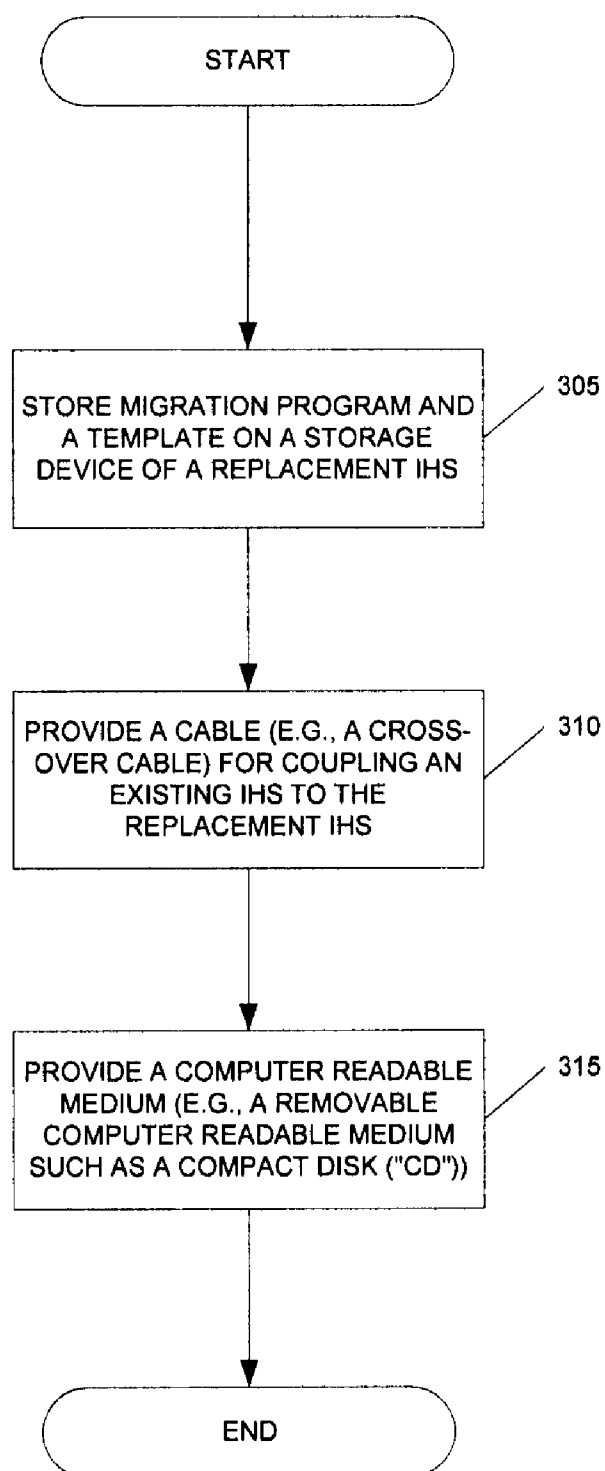 START
STORE MIGRATION PROGRAM AND
A TEMPLATE ON A STORAGE
DEVICE OF A REPLACEMENT IHS
305
PROVIDE A CABLE (E.G., A CROSS-
OVER CABLE) FOR COUPLING AN
EXISTING IHS TO THE
REPLACEMENT IHS
310
PROVIDE A COMPUTER READABLE
MEDIUM (E.G., A REMOVABLE
COMPUTER READABLE MEDIUM
SUCH AS A COMPACT DISK ("CD"))
315
END